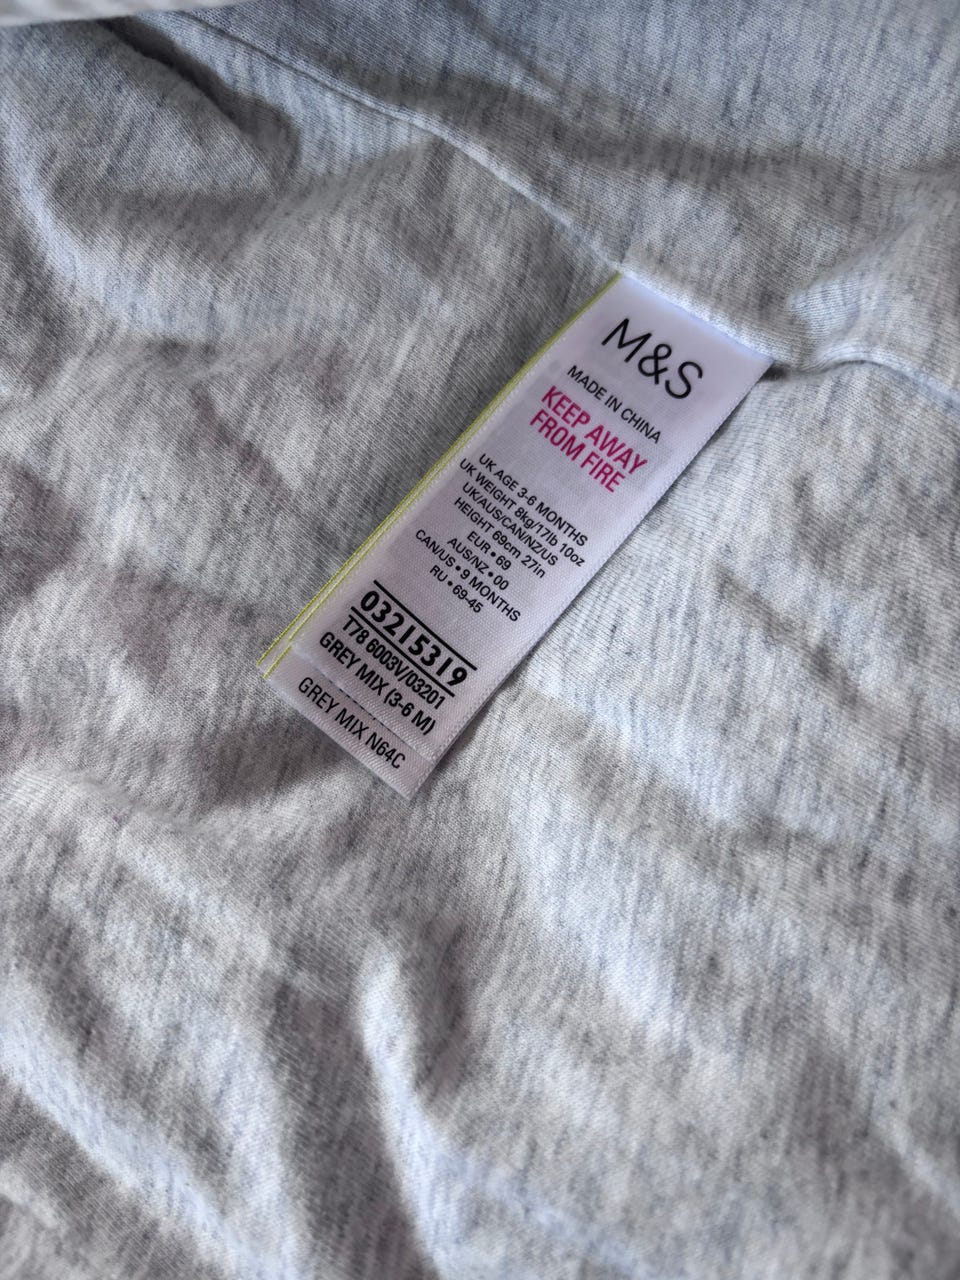 M&S
MADE IN CHINA
KEEP AWAY
FROM FIRE
UK AGE 3-6 MONTHS
UK WEIGHT 8kg/17lb 10oz
UK/AUS/CAN/NZ/US
HEIGHT 69cm 27in
EUR • 69
AUS/NZ • 00
CAN/US • 9 MONTHS
RU • 69-45
03215319
T78 6003V/03201
GREY MIX (3-6 M)
GREY MIX N64C